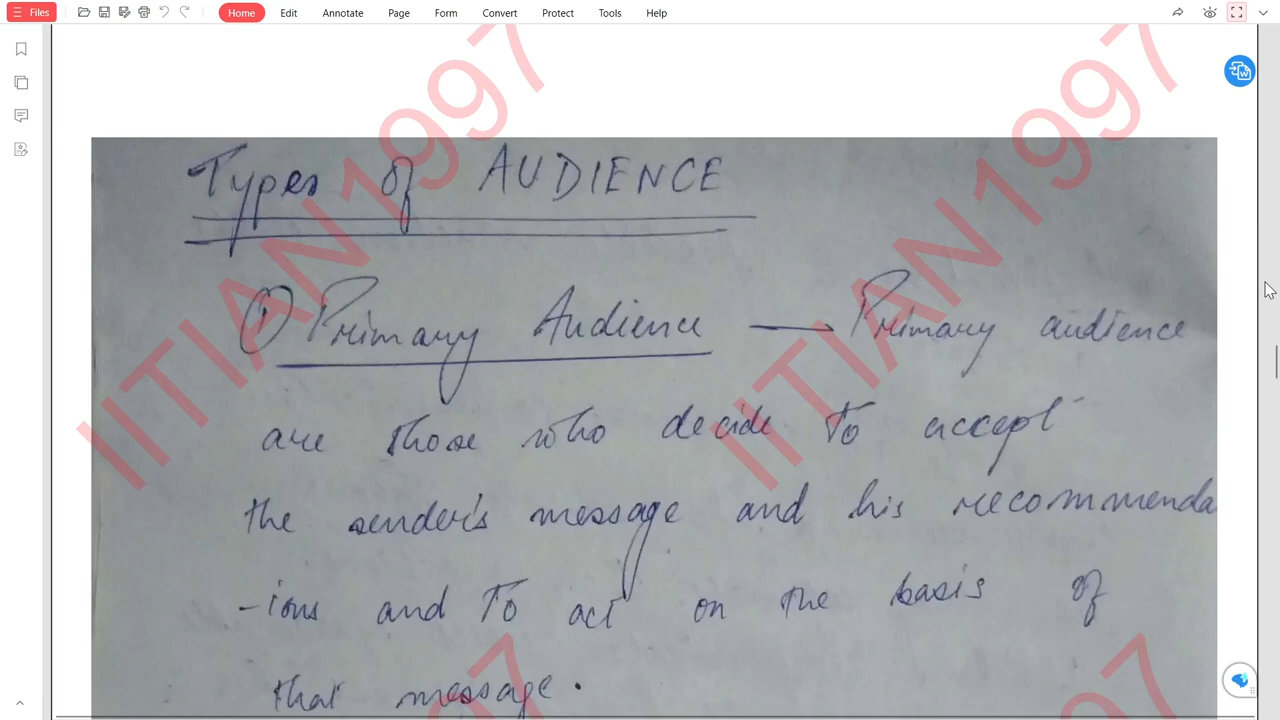 Files
Home
Edit
Annotate
Page
Form
Convert
Protect
Tools
Help
Types of AUDIENCE
① Primary Audience — Primary audience
are those who decide to accept
the sender's message and his recommenda
-ions and to act on the basis of
that message.
IITIAN1997
IITIAN1997